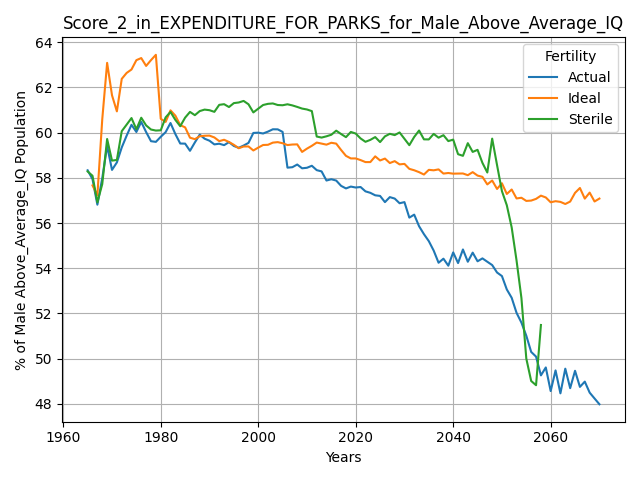 Score_2_in_EXPENDITURE_FOR_PARKS_for_Male_Above_Average_IQ
% of Male Above_Average_IQ Population
64
62
60
58
56
54
52
50
48
Fertility
Actual
Ideal
Sterile
1960
1980
2000
2020
2040
2060
Years